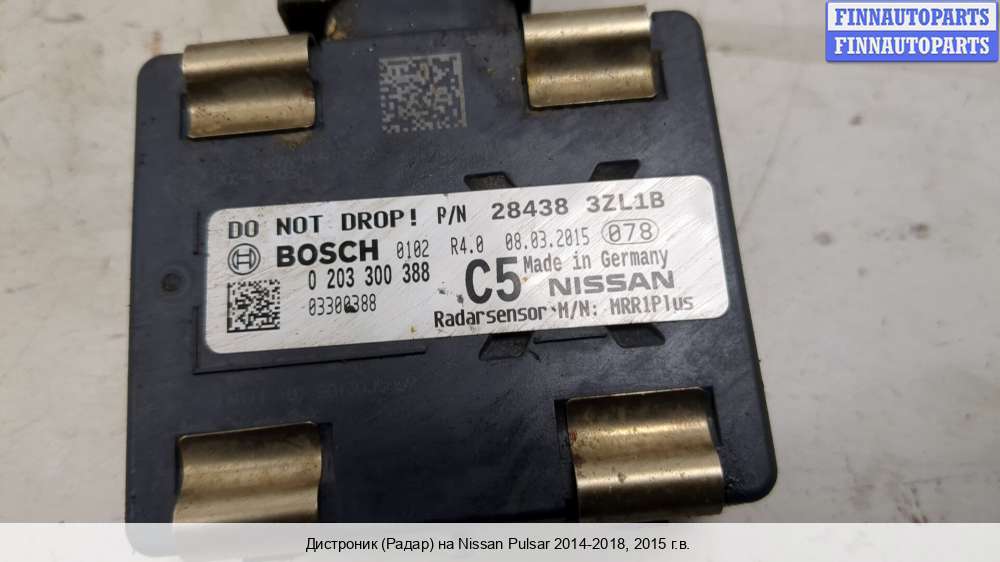 FINNAUTOPARTS
FINNAUTOPARTS
DO NOT DROP! P/N 28438 3ZL1B
BOSCH 0102 R4.0 08.03.2015 078
0 203 300 388 C5 Made in Germany
03300388 NISSAN
Radarsensor M/N: MRR1Plus
Дистроник (Радар) на Nissan Pulsar 2014-2018, 2015 г.в.